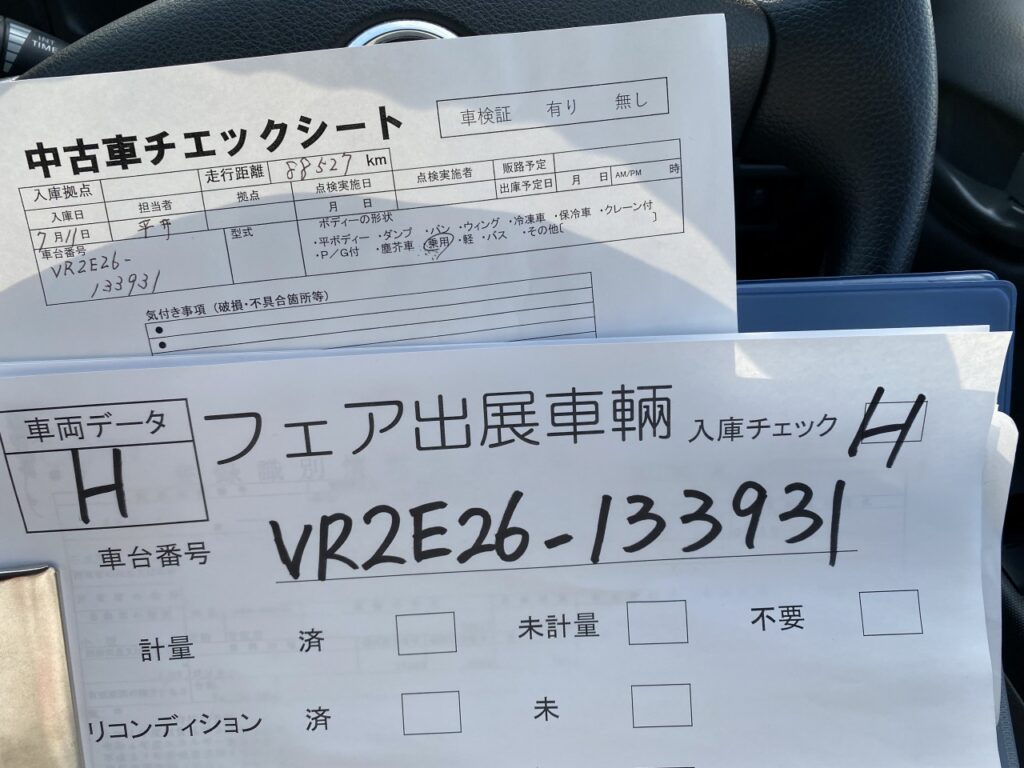 INT
TIME
中古車チェックシート
車検証 有り 無し
入庫拠点 走行距離 88527 km
入庫日 担当者 拠点 点検実施日 点検実施者 販路予定
7月11日 平井 月 日 出庫予定日 月 日 AM/PM 時
車台番号 型式 ボディーの形状
VR2E26-
133931
・平ボディー ・ダンプ ・バン ・ウィング ・冷凍車 ・保冷車 ・クレーン付
・P/G付 ・塵芥車 ・乗用 ・軽 ・バス ・その他[ ]
気付き事項(破損・不具合箇所等)
●
●
車両データ フェア出展車輛 入庫チェック H
H
車台番号 VR2E26-133931
計量 済 未計量 不要
リコンディション 済 未